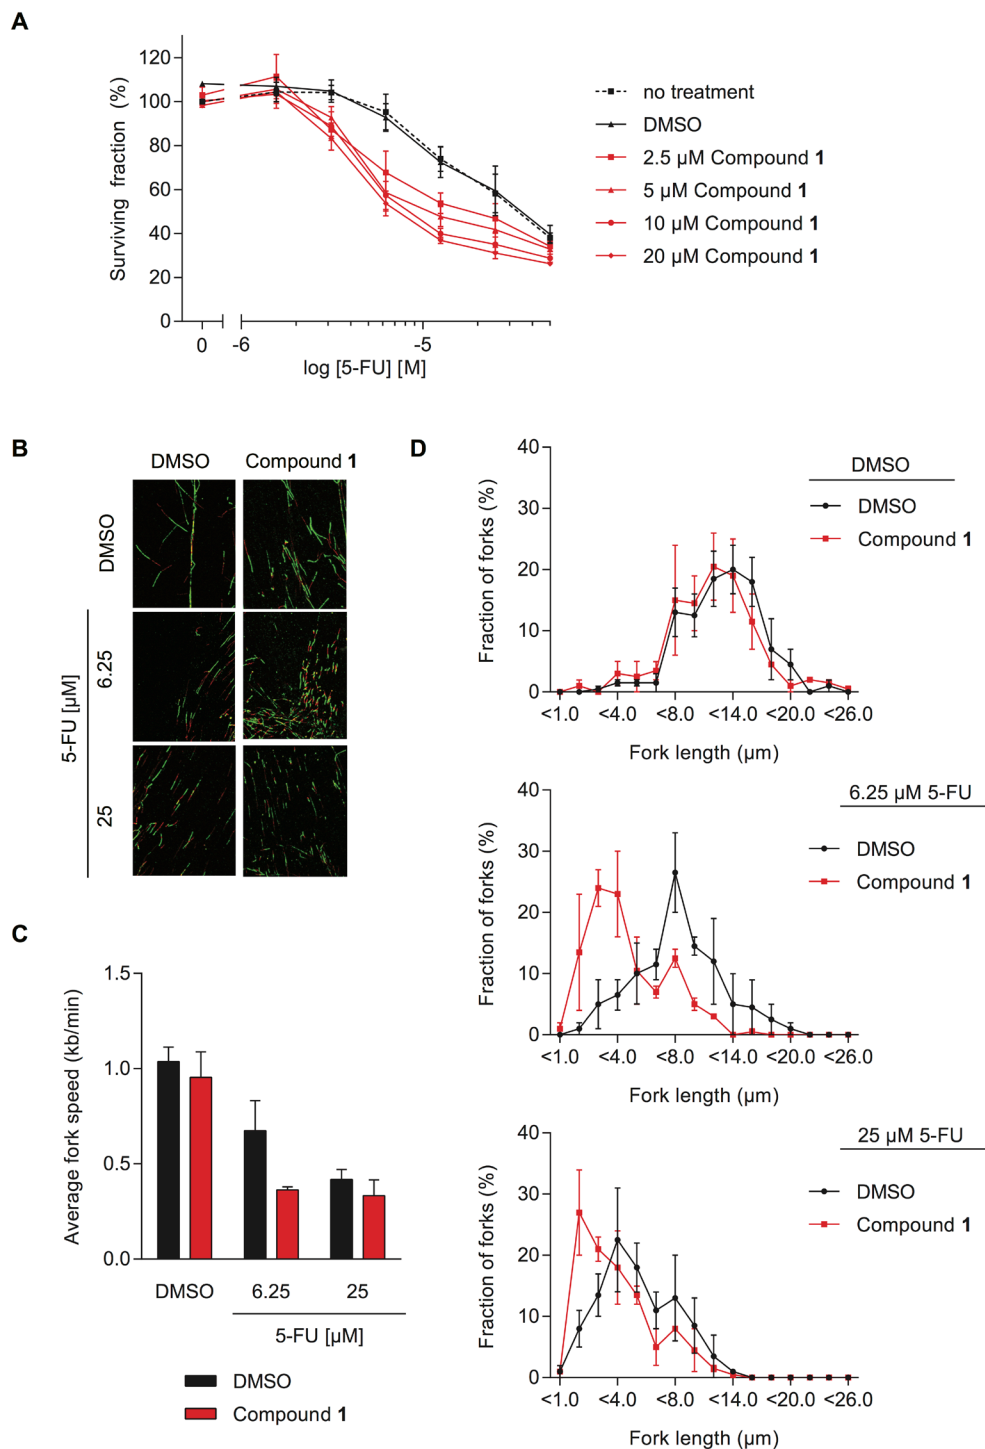 A
Surviving fraction (%)
120
100
80
60
40
20
0
0
-6
-5
log [5-FU] [M]
no treatment
DMSO
2.5 µM Compound 1
5 µM Compound 1
10 µM Compound 1
20 µM Compound 1
B
DMSO
Compound 1
DMSO
5-FU [µM]
6.25
25
C
Average fork speed (kb/min)
1.5
1.0
0.5
0.0
DMSO
6.25
25
5-FU [µM]
DMSO
Compound 1
D
Fraction of forks (%)
40
30
20
10
0
<1.0
<4.0
<8.0
<14.0
<20.0
<26.0
Fork length (µm)
DMSO
DMSO
Compound 1
Fraction of forks (%)
40
30
20
10
0
<1.0
<4.0
<8.0
<14.0
<20.0
<26.0
Fork length (µm)
6.25 µM 5-FU
DMSO
Compound 1
Fraction of forks (%)
40
30
20
10
0
<1.0
<4.0
<8.0
<14.0
<20.0
<26.0
Fork length (µm)
25 µM 5-FU
DMSO
Compound 1